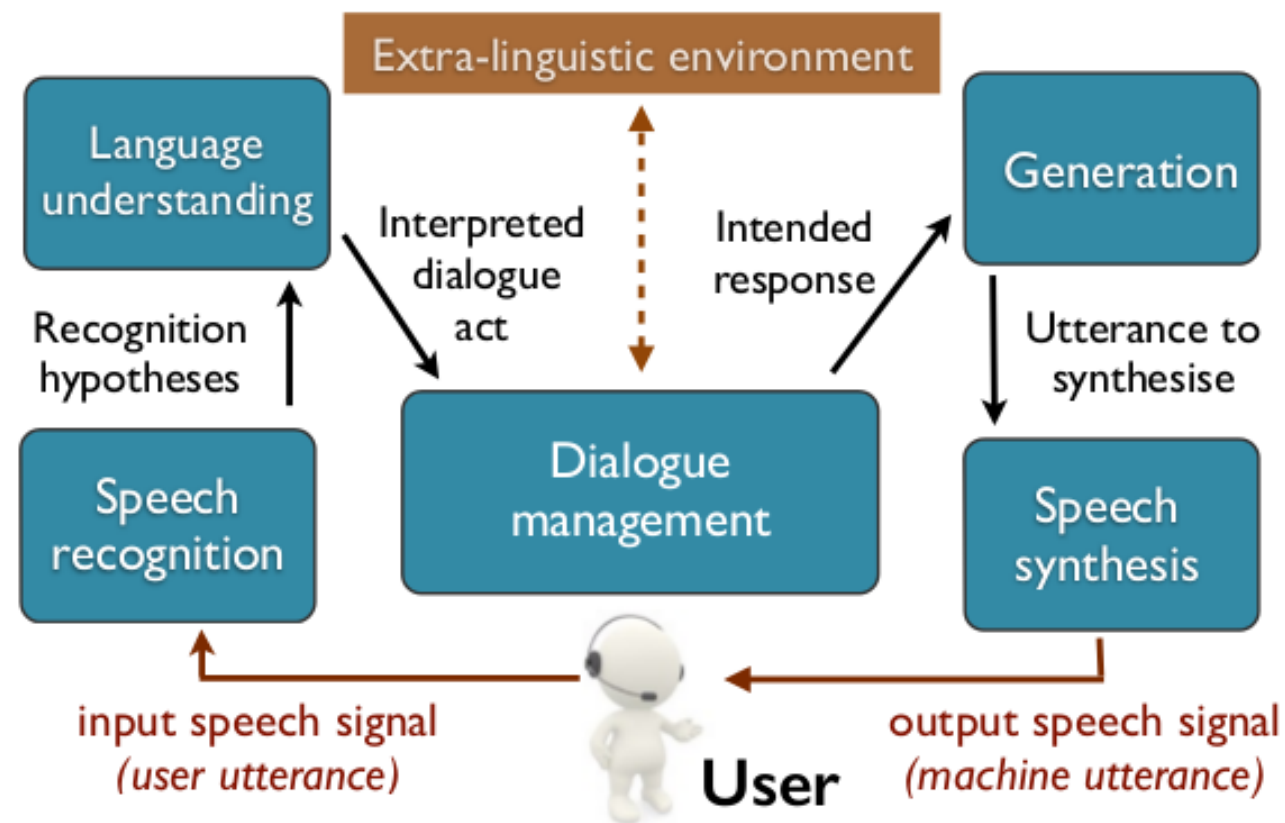 Extra-linguistic environment
Language
understanding
Generation
Interpreted
dialogue
act
Intended
response
Recognition
hypotheses
Utterance to
synthesise
Speech
recognition
Dialogue
management
Speech
synthesis
input speech signal
(user utterance)
User
output speech signal
(machine utterance)